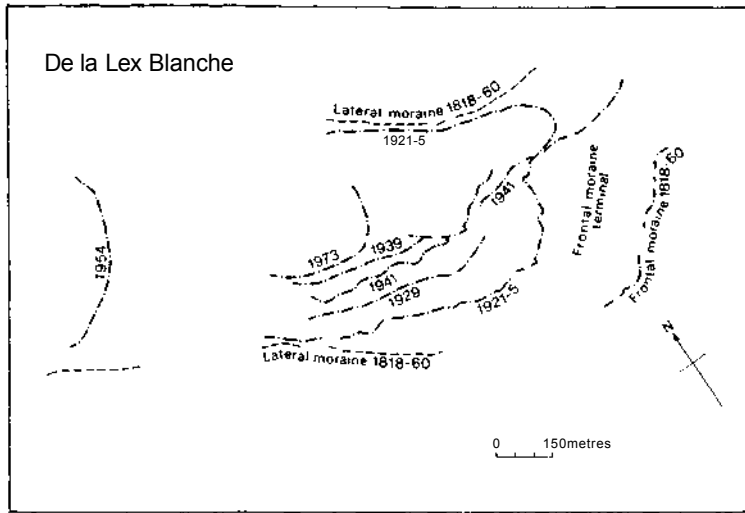 De la Lex Blanche
Lateral moraine 1818-60
1921-5
1941
Frontal moraine
terminal
Frontal moraine 1818-60
1954
1973
1939
1941
1929
1921-5
Lateral moraine 1818-60
N
0 150metres